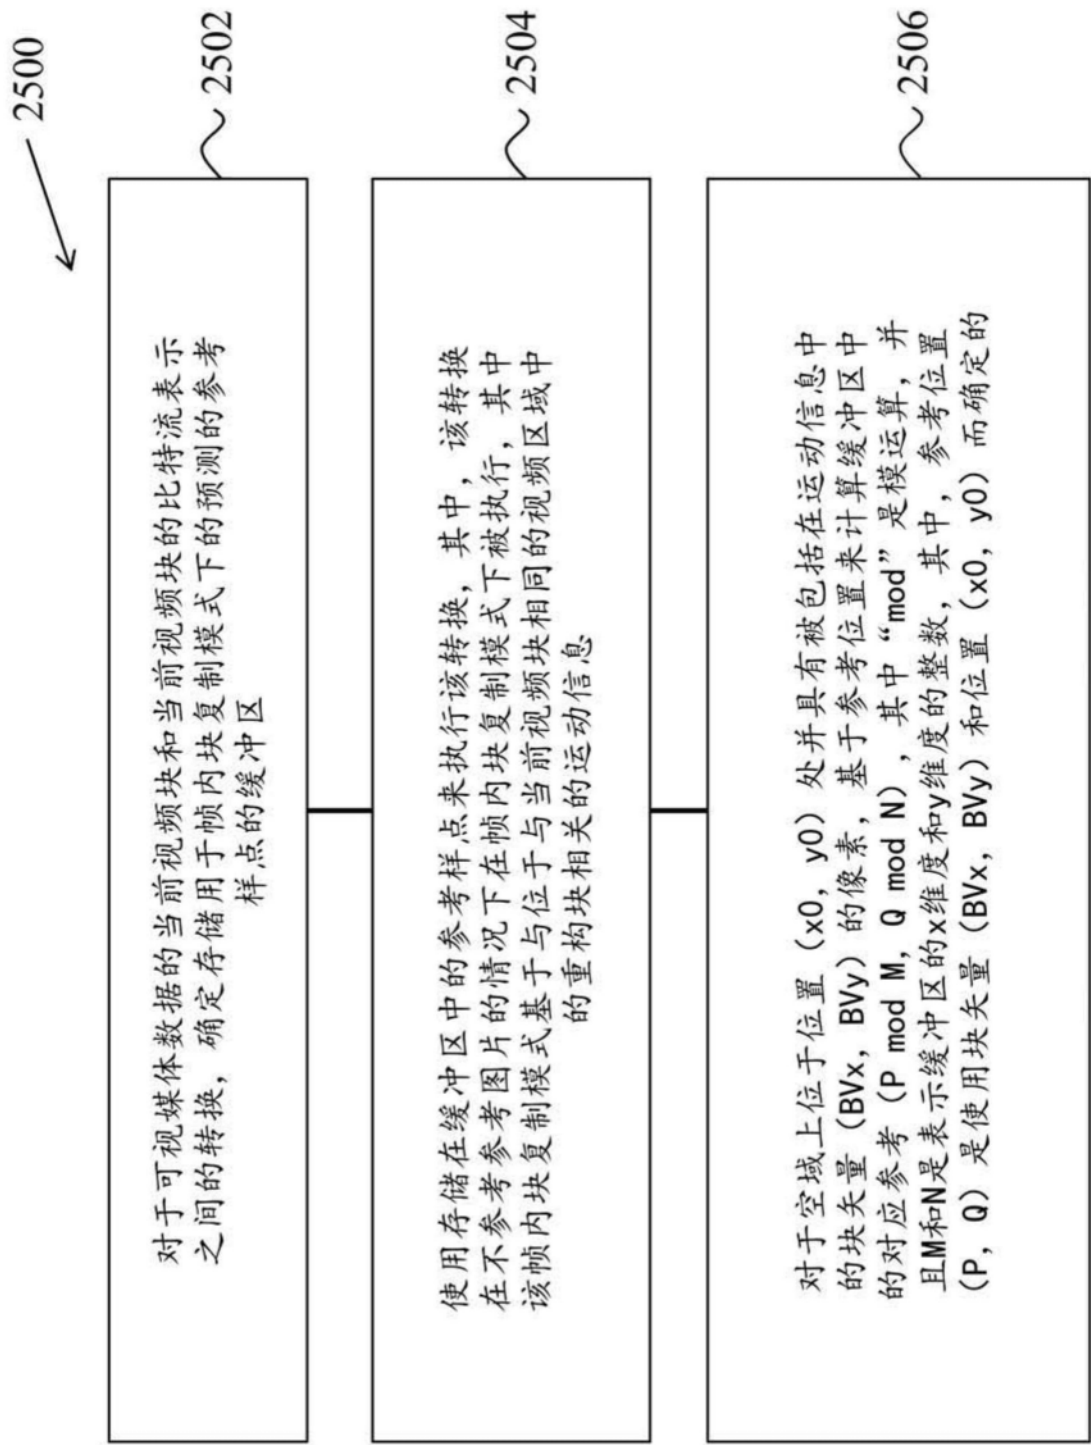 2500
对于可视媒体数据的当前视频块和当前视频块的比特流表示
之间的转换，确定存储用于帧内块复制模式下的预测的参考
样点的缓冲区
2502
使用存储在缓冲区中的参考样点来执行该转换，其中，该转换
在不参考参考图片的情况下在帧内块复制模式下被执行，其中
该帧内块复制模式基于与位于与当前视频块相同的视频区域中
的重构块相关的运动信息
2504
对于空域上位于位置（x0, y0）处并具有被包括在运动信息中
的块矢量（BVx, BVy）的像素，基于参考位置来计算缓冲区中
的对应参考（P mod M, Q mod N），其中“mod”是模运算，并
且M和N是表示缓冲区的x维度和y维度的整数，其中，参考位置
（P, Q）是使用块矢量（BVx, BVy）和位置（x0, y0）而确定的
2506